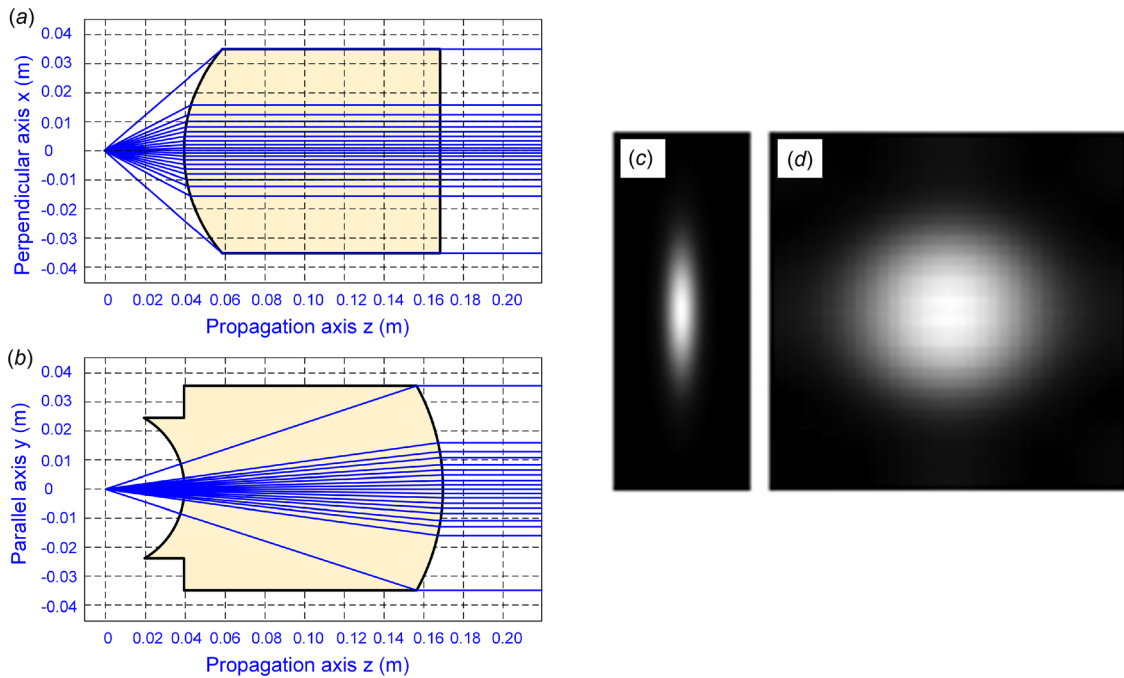 (a)
0.04
0.03
0.02
0.01
0
-0.01
-0.02
-0.03
-0.04
Perpendicular axis x (m)
0 0.02 0.04 0.06 0.08 0.10 0.12 0.14 0.16 0.18 0.20
Propagation axis z (m)
(b)
0.04
0.03
0.02
0.01
0
-0.01
-0.02
-0.03
-0.04
Parallel axis y (m)
0 0.02 0.04 0.06 0.08 0.10 0.12 0.14 0.16 0.18 0.20
Propagation axis z (m)
(c)
(d)